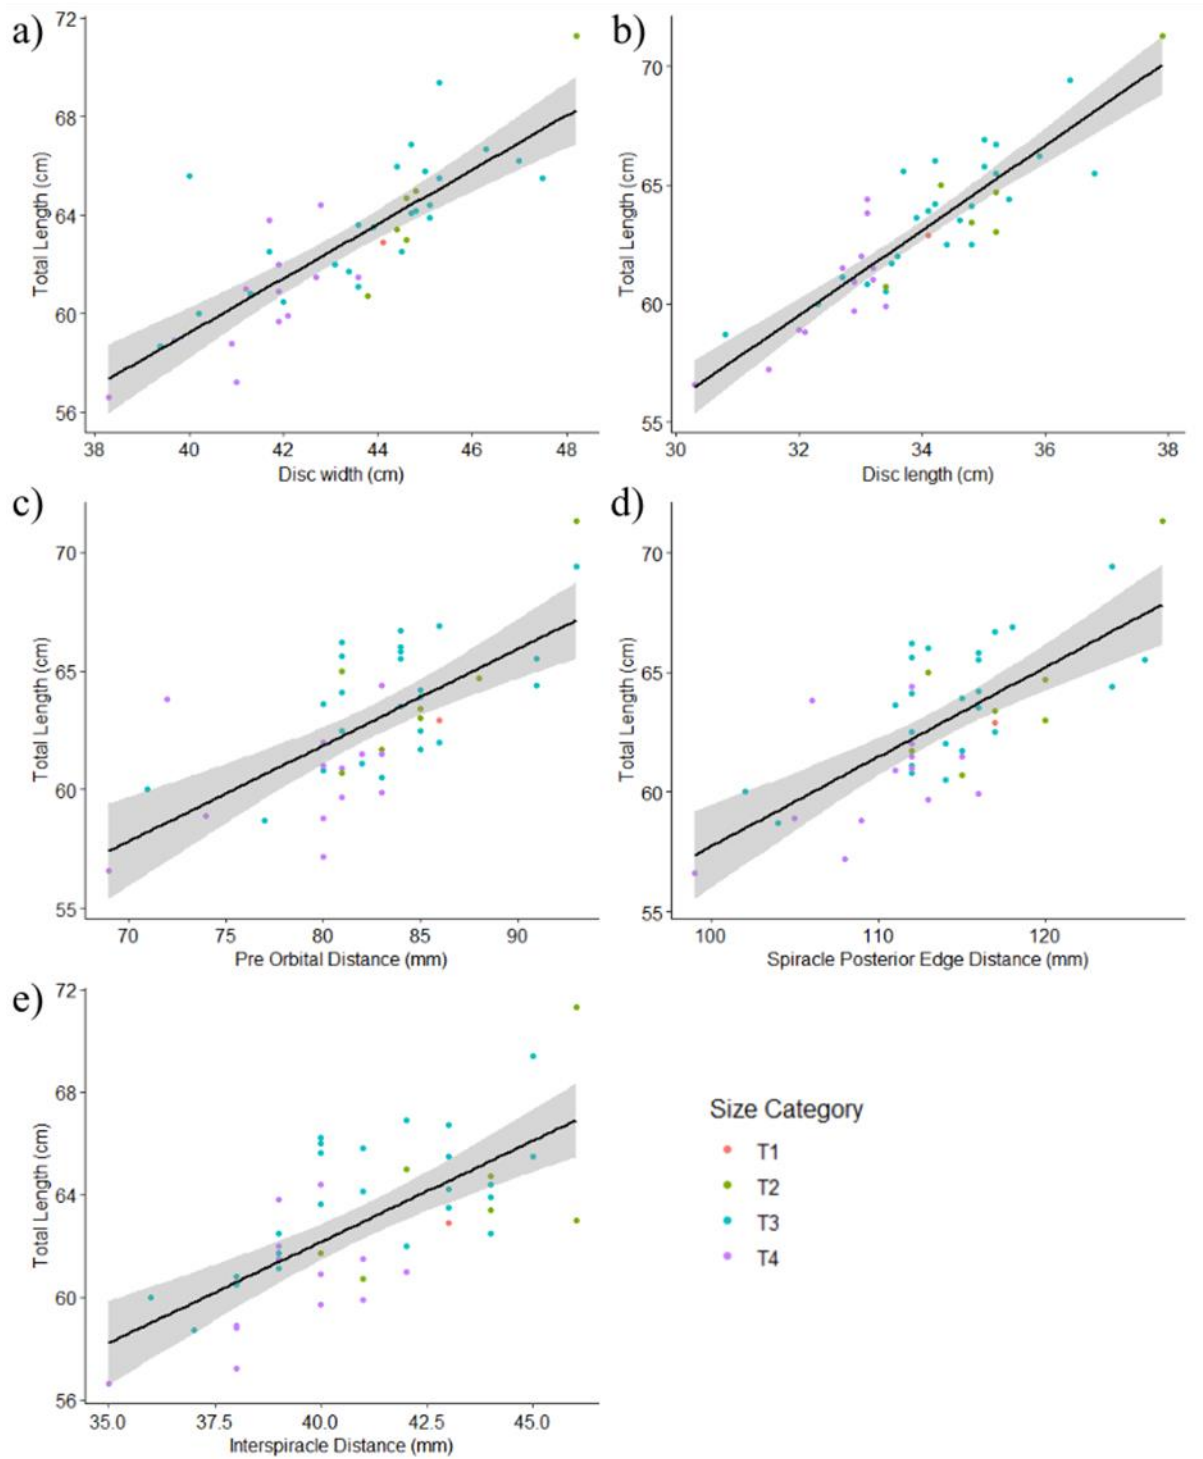 a)
72
68
64
60
56
Total Length (cm)
38 40 42 44 46 48
Disc width (cm)
b)
70
65
60
55
Total Length (cm)
30 32 34 36 38
Disc length (cm)
c)
70
65
60
55
Total Length (cm)
70 75 80 85 90
Pre Orbital Distance (mm)
d)
70
65
60
55
Total Length (cm)
100 110 120
Spiracle Posterior Edge Distance (mm)
e)
72
68
64
60
56
Total Length (cm)
35.0 37.5 40.0 42.5 45.0
Interspiracle Distance (mm)
Size Category
T1
T2
T3
T4